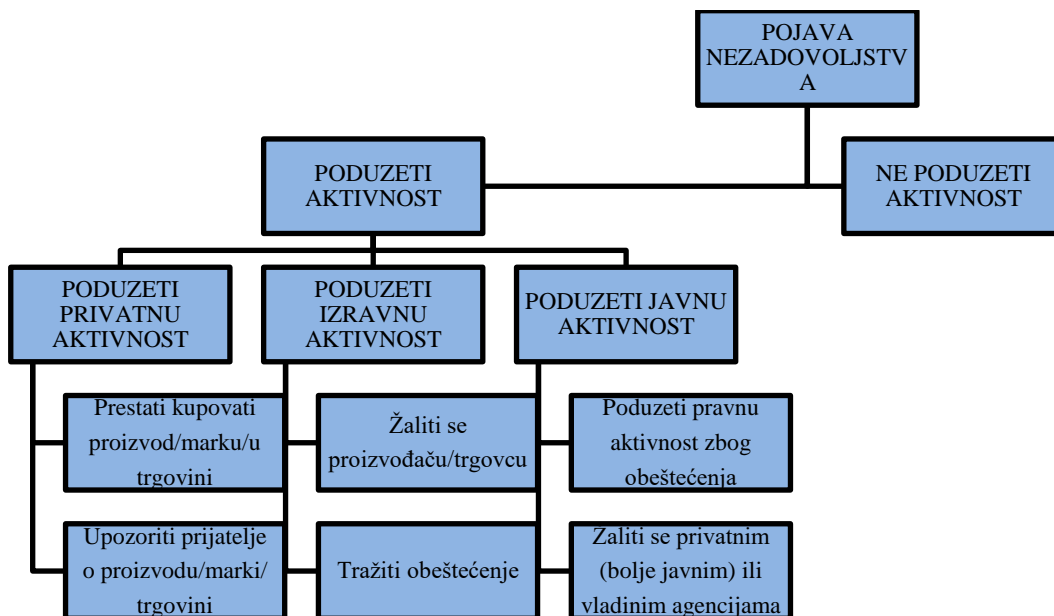 POJAVA
NEZADOVOLJSTV
A
PODUZETI
AKTIVNOST
NE PODUZETI
AKTIVNOST
PODUZETI
PRIVATNU
AKTIVNOST
PODUZETI
IZRAVNU
AKTIVNOST
PODUZETI JAVNU
AKTIVNOST
Prestati kupovati
proizvod/marku/u
trgovini
Žaliti se
proizvođaču/trgovcu
Poduzeti pravnu
aktivnost zbog
obeštećenja
Upozoriti prijatelje
o proizvodu/marki/
trgovini
Tražiti obeštećenje
Žaliti se privatnim
(bolje javnim) ili
vladinim agencijama